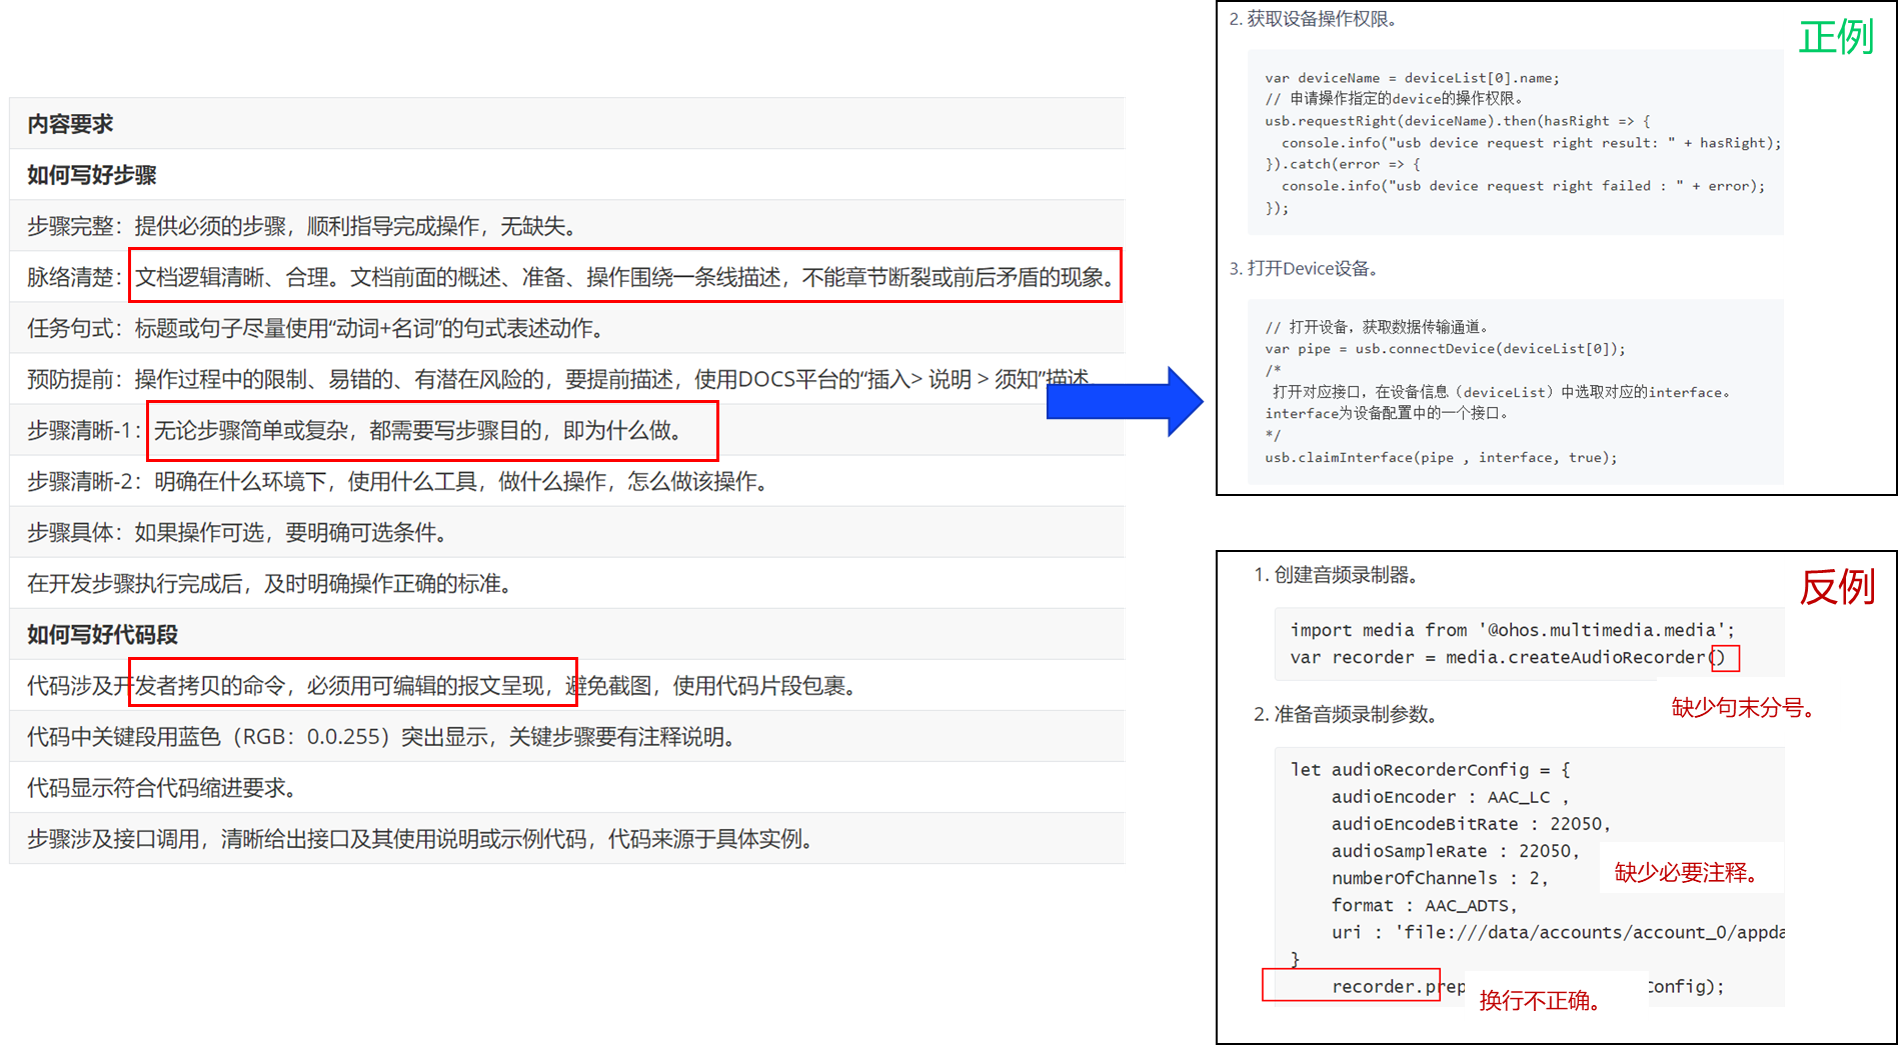 内容要求
如何写好步骤
步骤完整：提供必须的步骤，顺利指导完成操作，无缺失。
脉络清楚：文档逻辑清晰、合理。文档前面的概述、准备、操作围绕一条线描述，不能章节断裂或前后矛盾的现象。
任务句式：标题或句子尽量使用“动词+名词”的句式表述动作。
预防提前：操作过程中的限制、易错的、有潜在风险的，要提前描述，使用DOCS平台的“插入> 说明 > 须知”描述。
步骤清晰-1：无论步骤简单或复杂，都需要写步骤目的，即为什么做。
步骤清晰-2：明确在什么环境下，使用什么工具，做什么操作，怎么做该操作。
步骤具体：如果操作可选，要明确可选条件。
在开发步骤执行完成后，及时明确操作正确的标准。
如何写好代码段
代码涉及开发者拷贝的命令，必须用可编辑的报文呈现，避免截图，使用代码片段包裹。
代码中关键段用蓝色（RGB：0.0.255）突出显示，关键步骤要有注释说明。
代码显示符合代码缩进要求。
步骤涉及接口调用，清晰给出接口及其使用说明或示例代码，代码来源于具体实例。
正例
2. 获取设备操作权限。
var deviceName = deviceList[0].name;
// 申请操作指定的device的操作权限。
usb.requestRight(deviceName).then(hasRight => {
  console.info("usb device request right result: " + hasRight);
}).catch(error => {
  console.info("usb device request right failed : " + error);
});
3. 打开Device设备。
// 打开设备，获取数据传输通道。
var pipe = usb.connectDevice(deviceList[0]);
/*
 打开对应接口，在设备信息（deviceList）中选取对应的interface。
interface为设备配置中的一个接口。
*/
usb.claimInterface(pipe , interface, true);
反例
1. 创建音频录制器。
import media from '@ohos.multimedia.media';
var recorder = media.createAudioRecorder()
缺少句末分号。
2. 准备音频录制参数。
let audioRecorderConfig = {
    audioEncoder : AAC_LC ,
    audioEncodeBitRate : 22050,
    audioSampleRate : 22050,
    numberOfChannels : 2,
    format : AAC_ADTS,
    uri : 'file:///data/accounts/account_0/appda
}
    recorder.prep onfig);
缺少必要注释。
换行不正确。